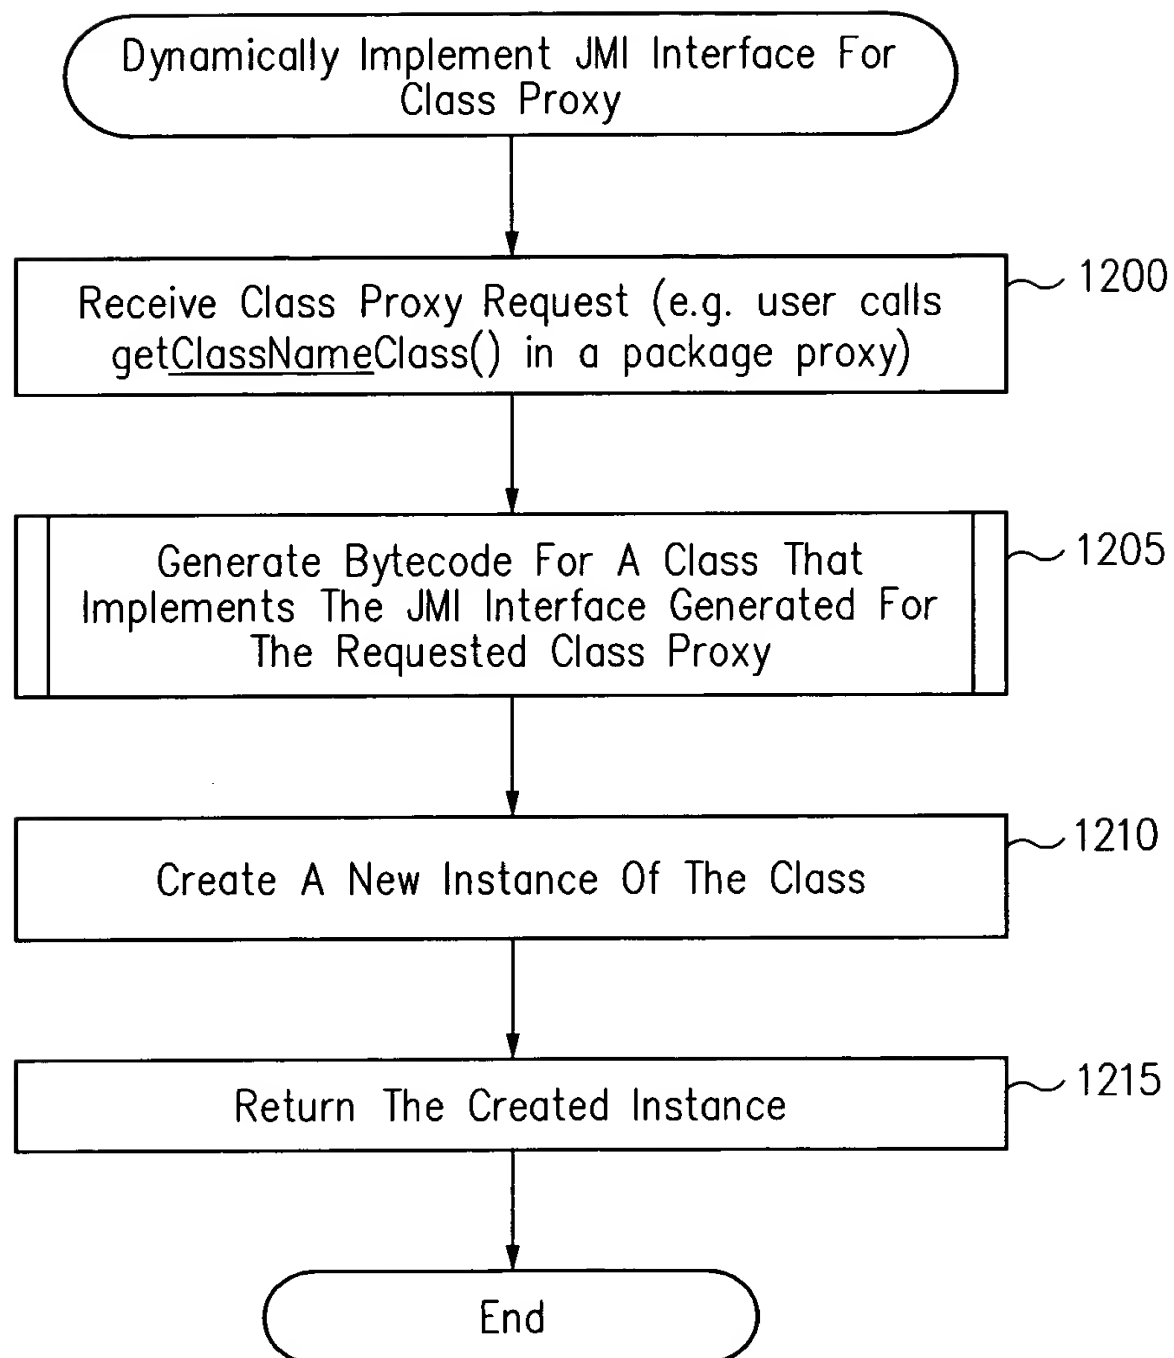 Dynamically Implement JMI Interface For
Class Proxy
1200
Receive Class Proxy Request (e.g. user calls
getClassNameClass() in a package proxy)
1205
Generate Bytecode For A Class That
Implements The JMI Interface Generated For
The Requested Class Proxy
1210
Create A New Instance Of The Class
1215
Return The Created Instance
End